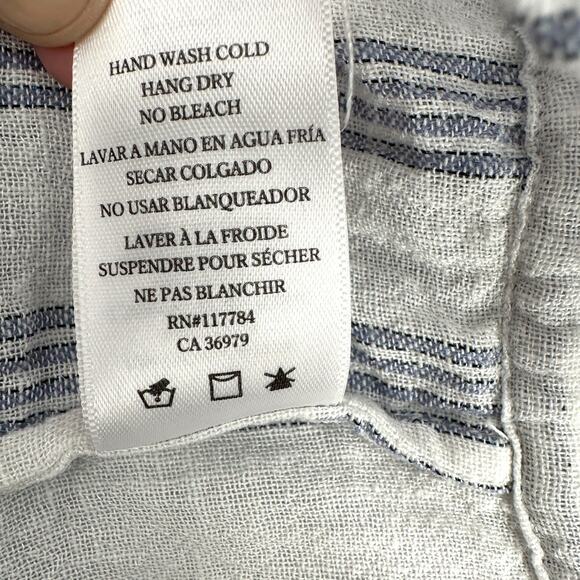 HAND WASH COLD
HANG DRY
NO BLEACH
LAVAR A MANO EN AGUA FRÍA
SECAR COLGADO
NO USAR BLANQUEADOR
LAVER À LA FROIDE
SUSPENDRE POUR SÉCHER
NE PAS BLANCHIR
RN#117784
CA 36979